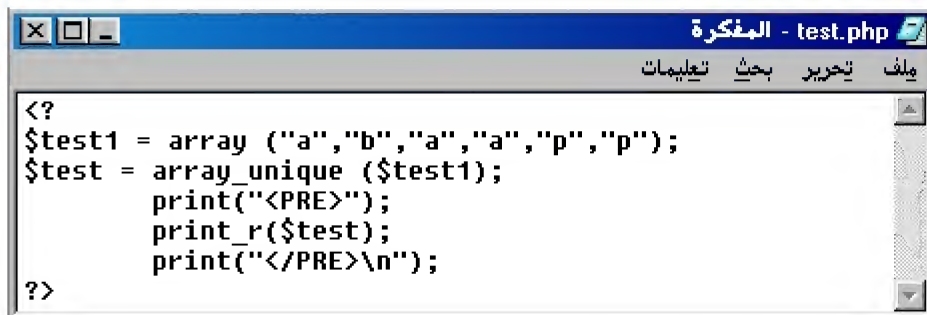 test.php - المفكرة
ملف تحرير بحث تعليمات
<?
$test1 = array ("a","b","a","a","p","p");
$test = array_unique ($test1);
        print("<PRE>");
        print_r($test);
        print("</PRE>\n");
?>